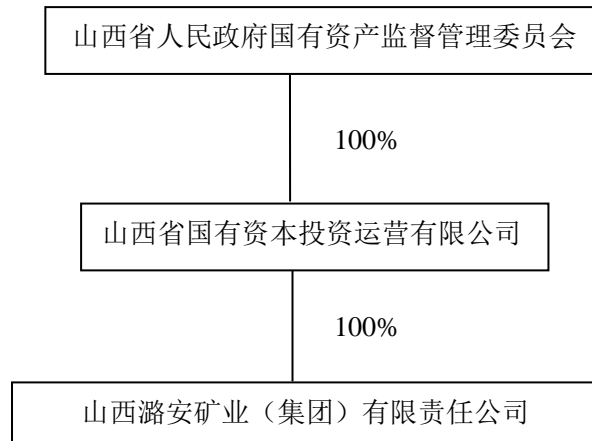 山西省人民政府国有资产监督管理委员会
100%
山西省国有资本投资运营有限公司
100%
山西潞安矿业（集团）有限责任公司